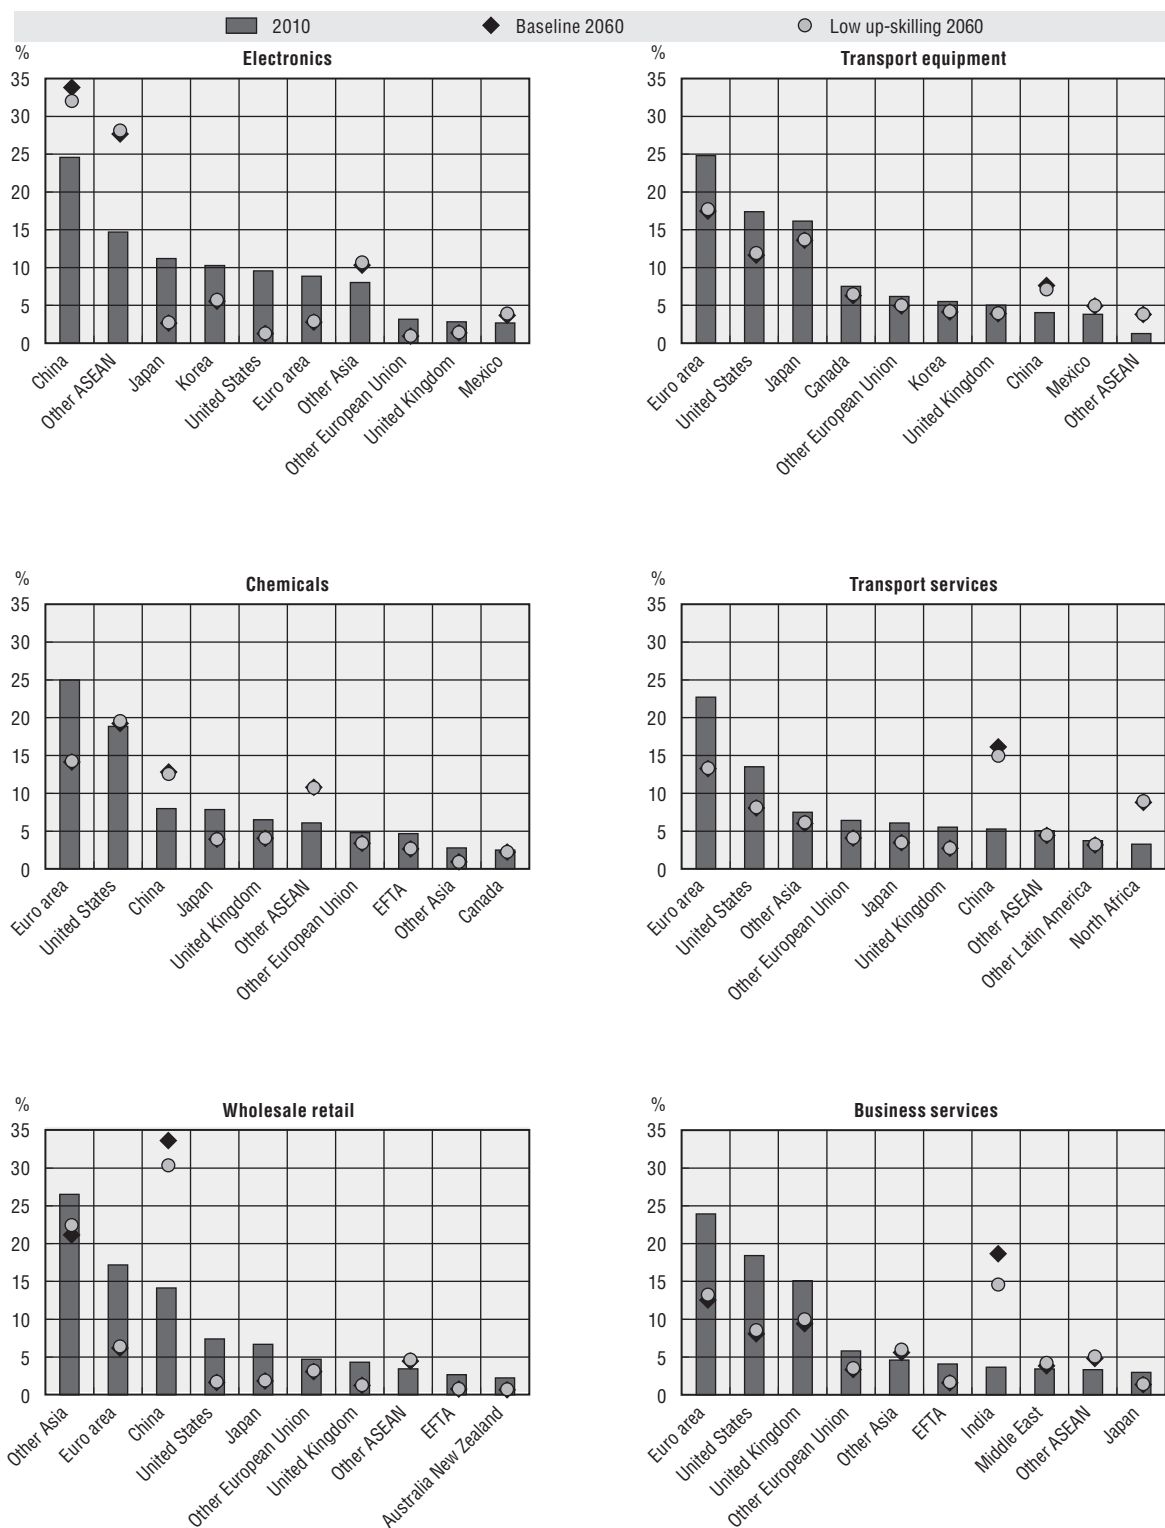 2010 Baseline 2060 Low up-skilling 2060
%
Electronics
35
30
25
20
15
10
5
0
China
Other ASEAN
Japan
Korea
United States
Euro area
Other Asia
Other European Union
United Kingdom
Mexico
%
Transport equipment
35
30
25
20
15
10
5
0
Euro area
United States
Japan
Canada
Other European Union
Korea
United Kingdom
China
Mexico
Other ASEAN
%
Chemicals
35
30
25
20
15
10
5
0
Euro area
United States
China
Japan
United Kingdom
Other ASEAN
Other European Union
EFTA
Other Asia
Canada
%
Transport services
35
30
25
20
15
10
5
0
Euro area
United States
Other Asia
Other European Union
Japan
United Kingdom
China
Other ASEAN
Other Latin America
North Africa
%
Wholesale retail
35
30
25
20
15
10
5
0
Other Asia
Euro area
China
United States
Japan
Other European Union
United Kingdom
Other ASEAN
EFTA
Australia New Zealand
%
Business services
35
30
25
20
15
10
5
0
Euro area
United States
United Kingdom
Other European Union
Other Asia
EFTA
India
Middle East
Other ASEAN
Japan